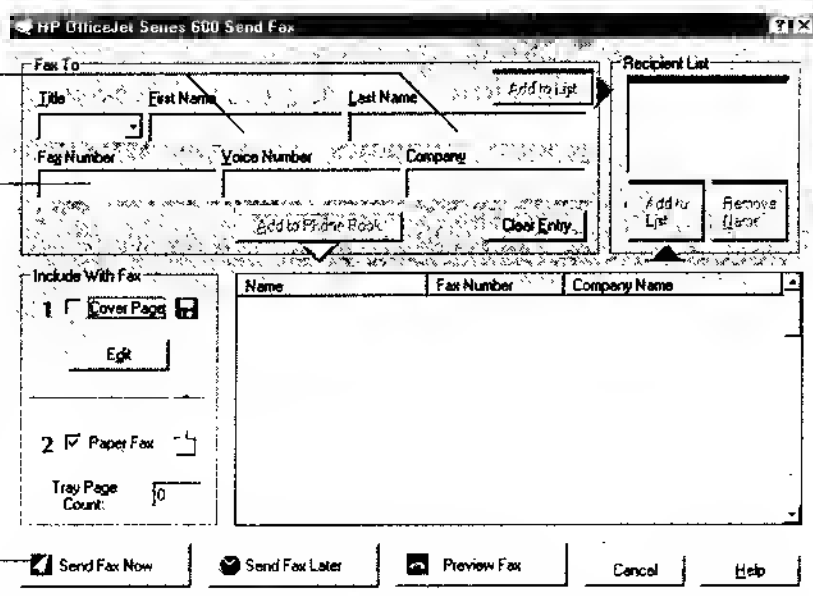 HP OfficeJet Series 600 Send Fax
Fax To
Add to List
Title First Name Last Name
Fax Number Voice Number Company
Add to Phone Book
Clear Entry
Recipient List
Add to List
Remove Name
Include With Fax
1 Cover Page
Edit
2 Paper Fax
Tray Page Count: 0
Name Fax Number Company Name
Send Fax Now Send Fax Later Preview Fax Cancel Help